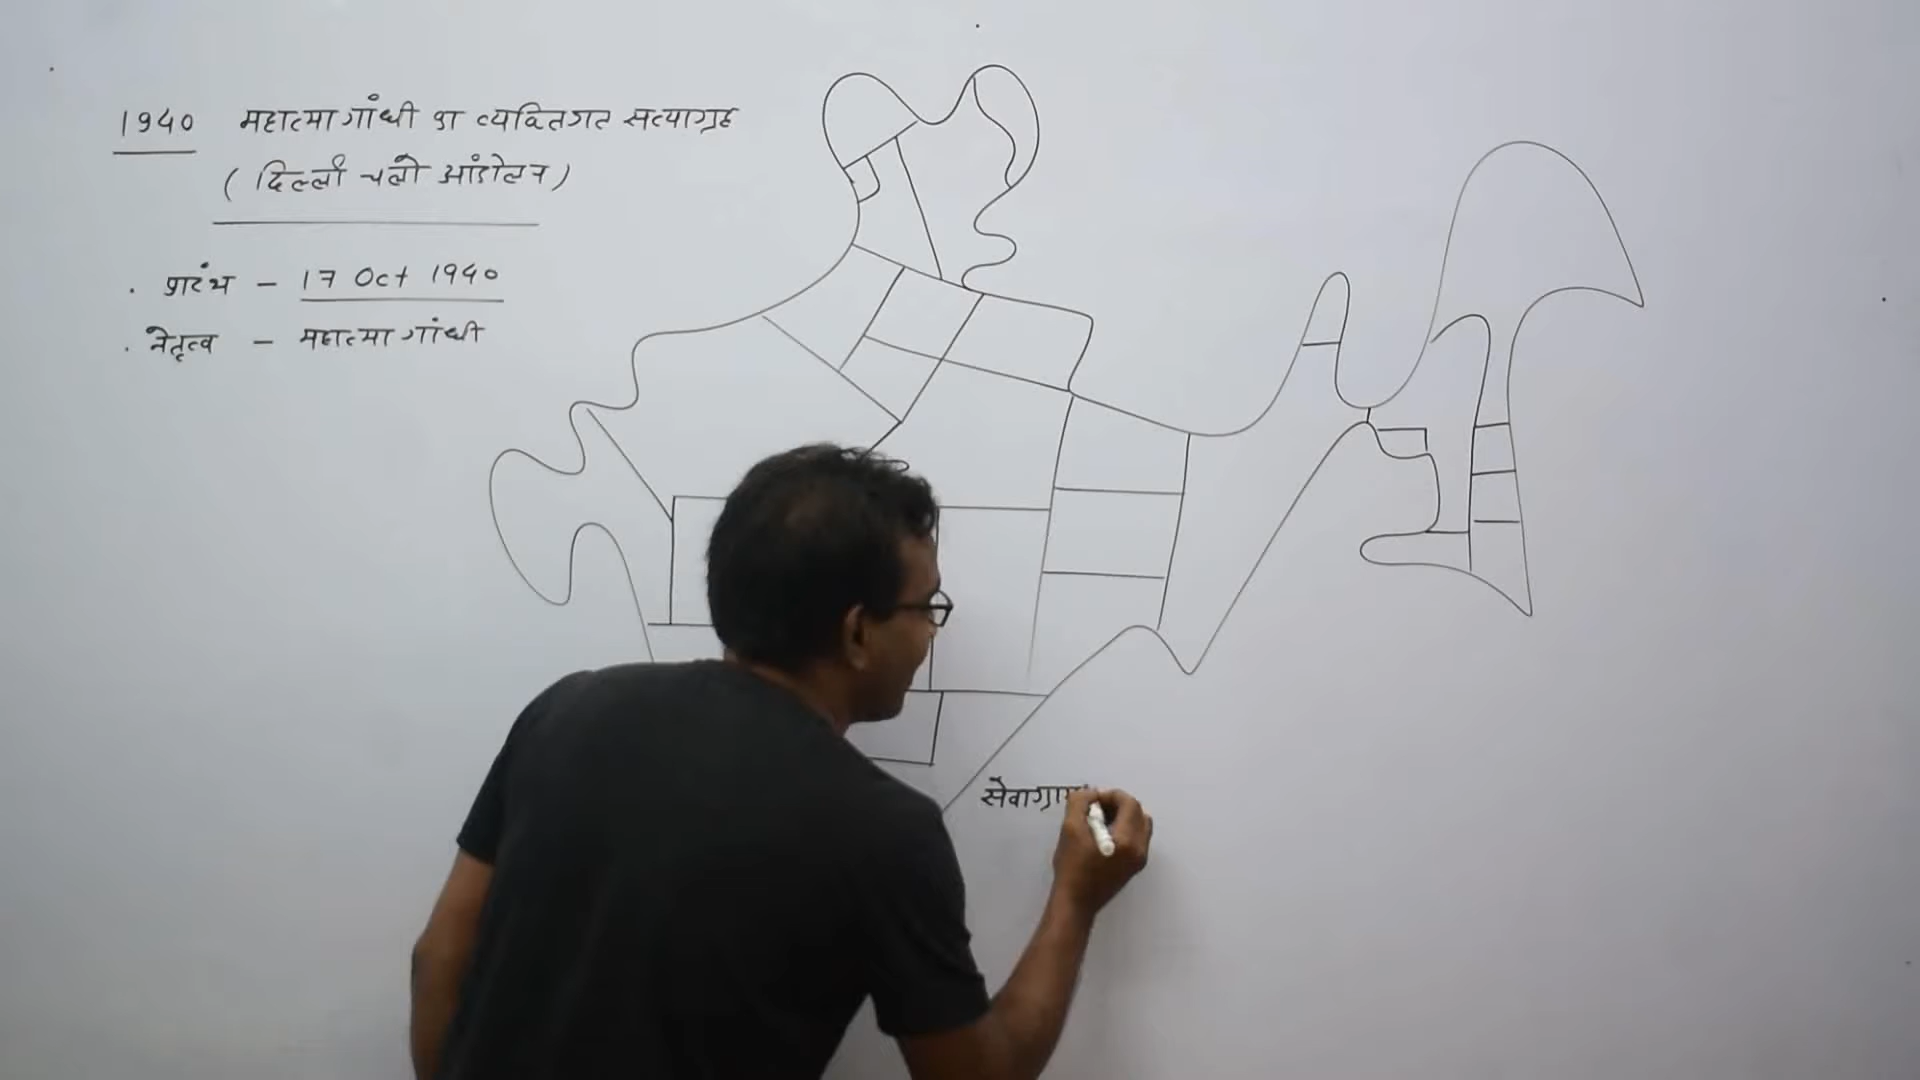 1940 महात्मा गांधी का व्यक्तिगत सत्याग्रह
( दिल्ली चलो आंदोलन )
. प्रारंभ - 17 Oct 1940
. नेतृत्व - महात्मा गांधी
सेवाग्राम